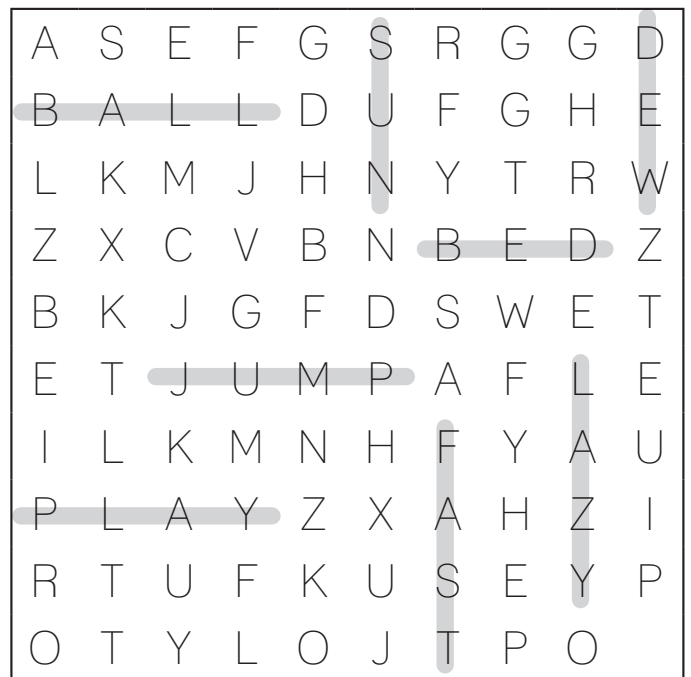 A S E F G S R G G D
B A L L D U F G H E
L K M J H N Y T R W
Z X C V B N B E D Z
B K J G F D S W E T
E T J U M P A F L E
I L K M N H F Y A U
P L A Y Z X A H Z I
R T U F K U S E Y P
O T Y L O J T P O